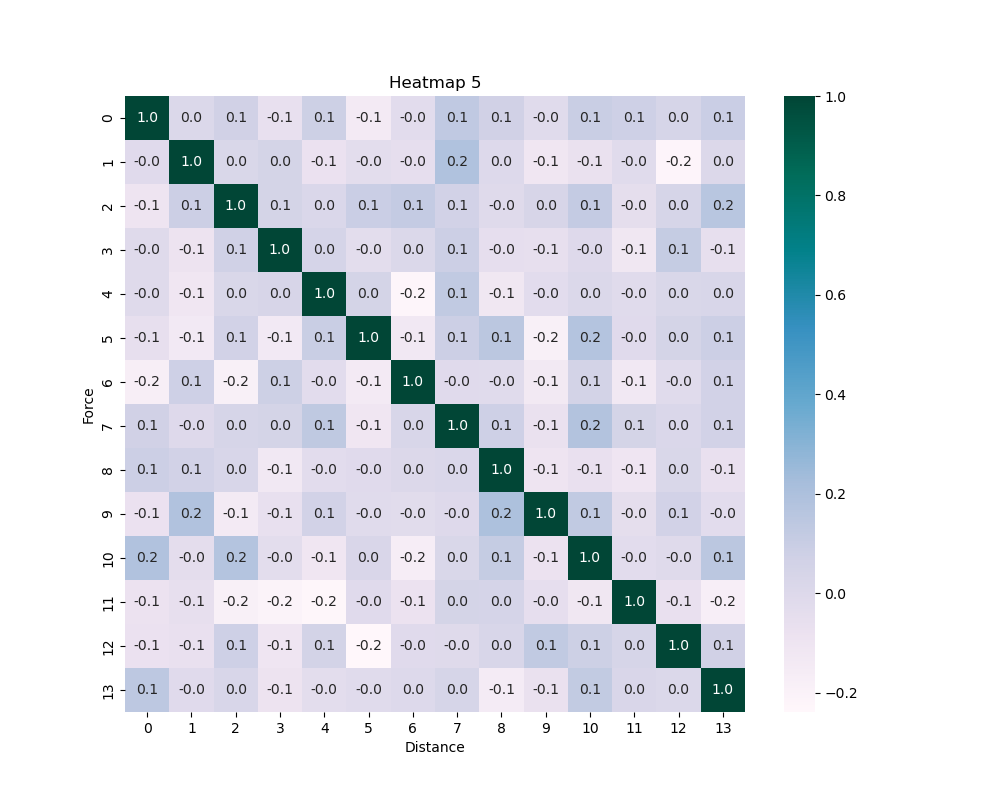 Heatmap 5
0 1.0 0.0 0.1 -0.1 0.1 -0.1 -0.0 0.1 0.1 -0.0 0.1 0.1 0.0 0.1
1 -0.0 1.0 0.0 0.0 -0.1 -0.0 -0.0 0.2 0.0 -0.1 -0.1 -0.0 -0.2 0.0
2 -0.1 0.1 1.0 0.1 0.0 0.1 0.1 0.1 -0.0 0.0 0.1 -0.0 0.0 0.2
3 -0.0 -0.1 0.1 1.0 0.0 -0.0 0.0 0.1 -0.0 -0.1 -0.0 -0.1 0.1 -0.1
4 -0.0 -0.1 0.0 0.0 1.0 0.0 -0.2 0.1 -0.1 -0.0 0.0 -0.0 0.0 0.0
5 -0.1 -0.1 0.1 -0.1 0.1 1.0 -0.1 0.1 0.1 -0.2 0.2 -0.0 0.0 0.1
6 -0.2 0.1 -0.2 0.1 -0.0 -0.1 1.0 -0.0 -0.0 -0.1 0.1 -0.1 -0.0 0.1
7 0.1 -0.0 0.0 0.0 0.1 -0.1 0.0 1.0 0.1 -0.1 0.2 0.1 0.0 0.1
8 0.1 0.1 0.0 -0.1 -0.0 -0.0 0.0 0.0 1.0 -0.1 -0.1 -0.1 0.0 -0.1
9 -0.1 0.2 -0.1 -0.1 0.1 -0.0 -0.0 -0.0 0.2 1.0 0.1 -0.0 0.1 -0.0
10 0.2 -0.0 0.2 -0.0 -0.1 0.0 -0.2 0.0 0.1 -0.1 1.0 -0.0 -0.0 0.1
11 -0.1 -0.1 -0.2 -0.2 -0.2 -0.0 -0.1 0.0 0.0 -0.0 -0.1 1.0 -0.1 -0.2
12 -0.1 -0.1 0.1 -0.1 0.1 -0.2 -0.0 -0.0 0.0 0.1 0.1 0.0 1.0 0.1
13 0.1 -0.0 0.0 -0.1 -0.0 -0.0 0.0 0.0 -0.1 -0.1 0.1 0.0 0.0 1.0
0 1 2 3 4 5 6 7 8 9 10 11 12 13
Distance
Force
1.0
0.8
0.6
0.4
0.2
0.0
−0.2